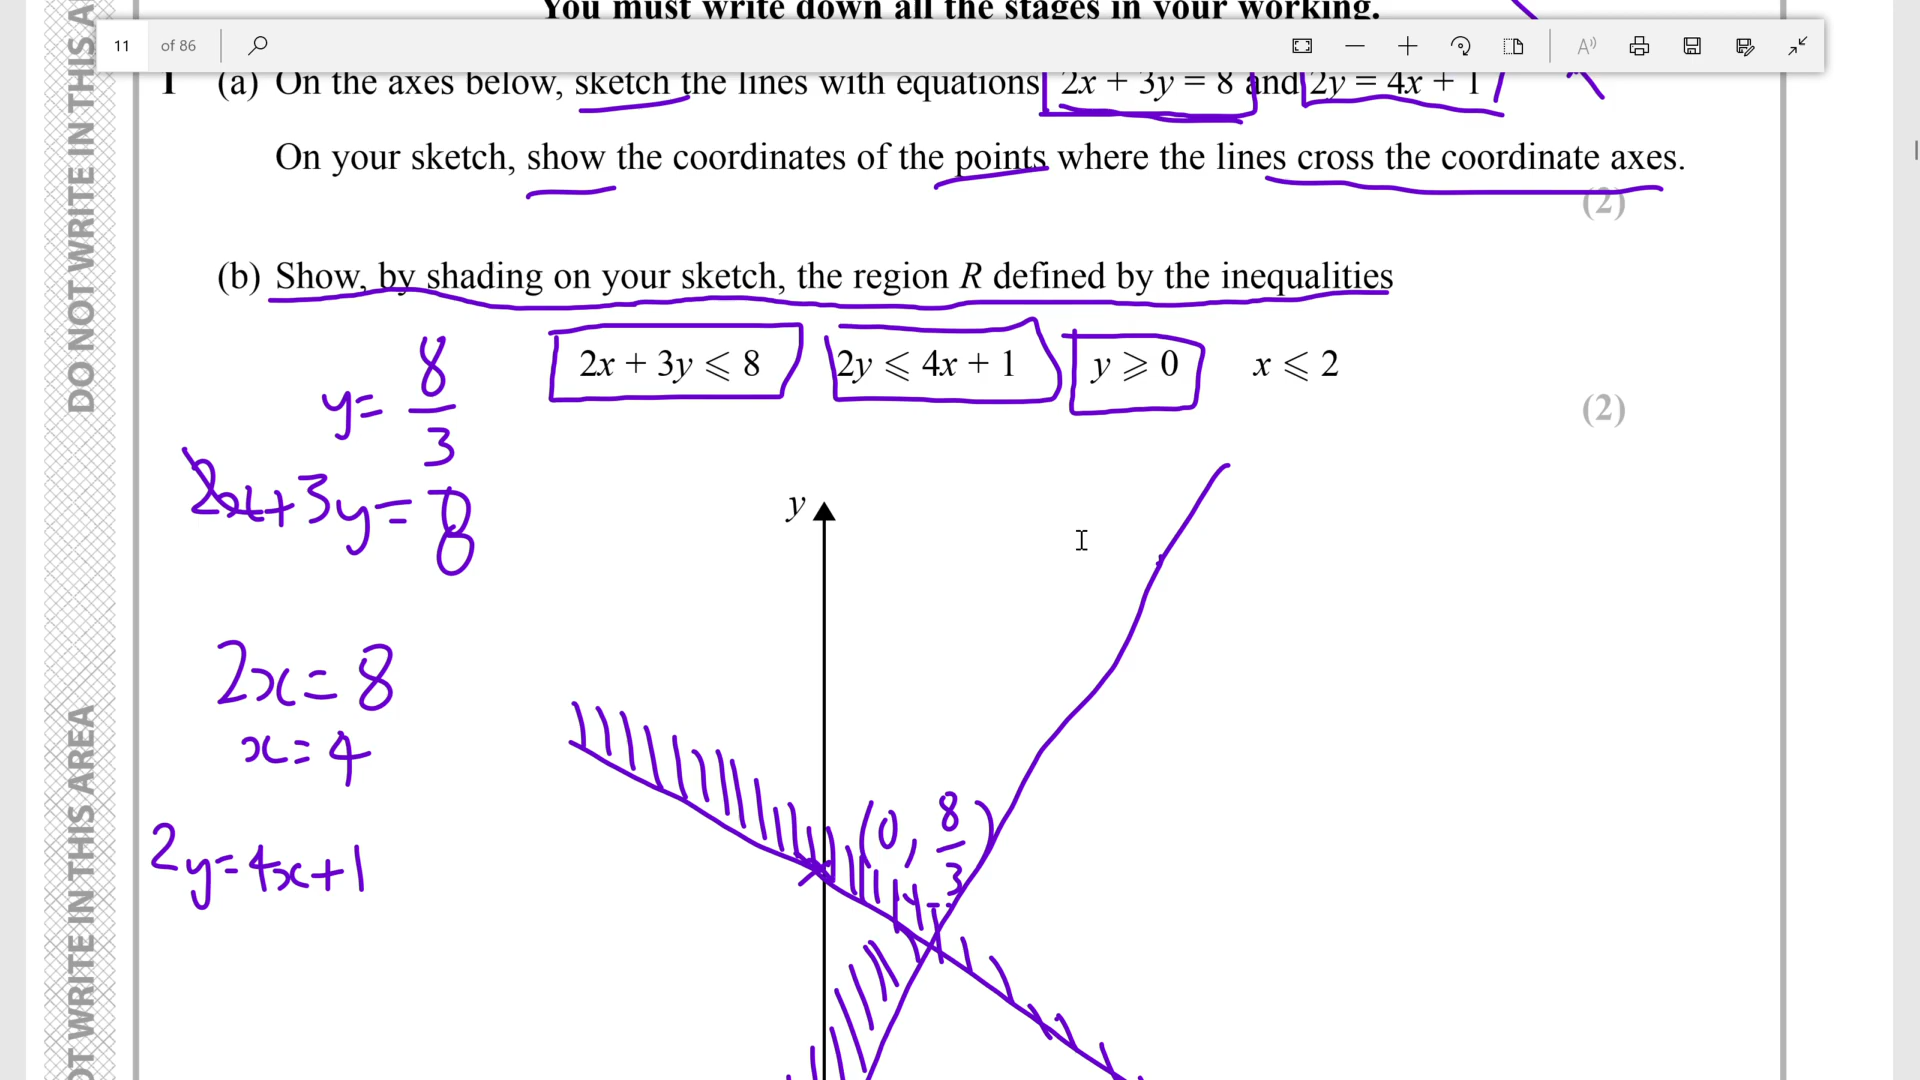 You must write down all the stages in your working.
11 of 86
1 (a) On the axes below, sketch the lines with equations 2x + 3y = 8 and 2y = 4x + 1
On your sketch, show the coordinates of the points where the lines cross the coordinate axes.
(2)
(b) Show, by shading on your sketch, the region R defined by the inequalities
2x + 3y ⩽ 8 2y ⩽ 4x + 1 y ⩾ 0 x ⩽ 2
(2)
y = 8/3
2x + 3y = 8
y
2x = 8
x = 4
(0, 8/3)
2y = 4x + 1
DO NOT WRITE IN THIS A
NOT WRITE IN THIS AREA